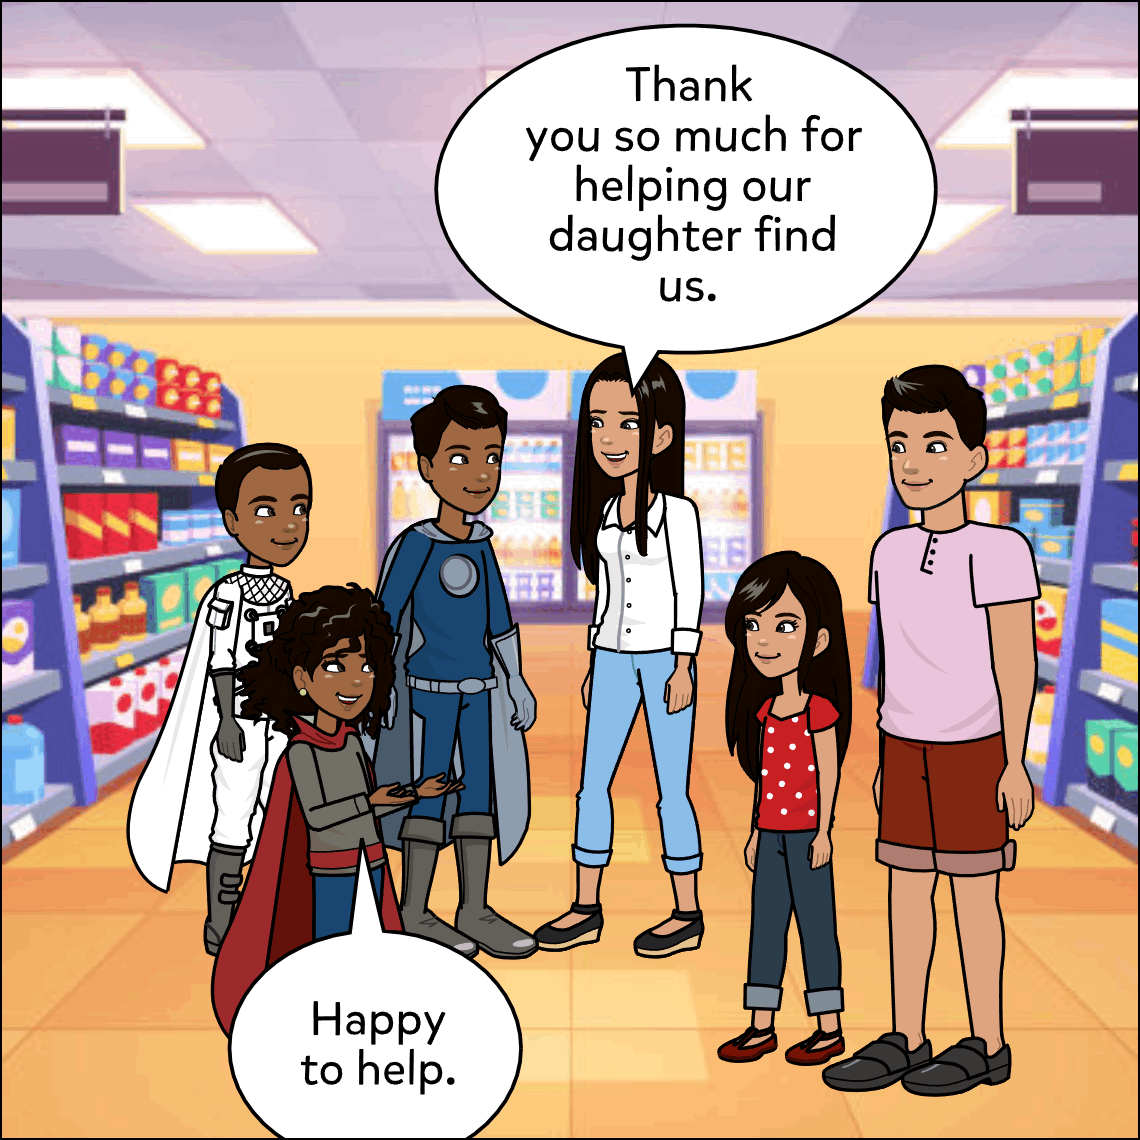 Thank
you so much for
helping our
daughter find
us.
Happy
to help.